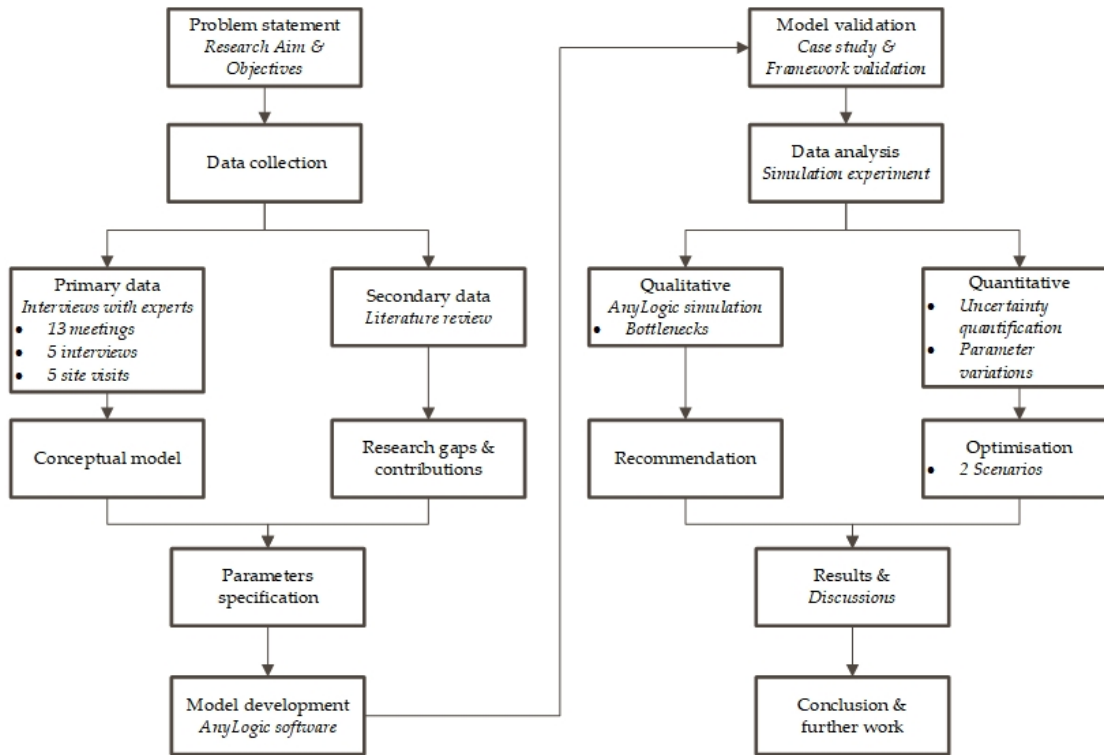 Problem statement
Research Aim &
Objectives
Data collection
Primary data
Interviews with experts
• 13 meetings
• 5 interviews
• 5 site visits
Secondary data
Literature review
Conceptual model
Research gaps &
contributions
Parameters
specification
Model development
AnyLogic software
Model validation
Case study &
Framework validation
Data analysis
Simulation experiment
Qualitative
AnyLogic simulation
• Bottlenecks
Quantitative
• Uncertainty
quantification
• Parameter
variations
Recommendation
Optimisation
• 2 Scenarios
Results &
Discussions
Conclusion &
further work